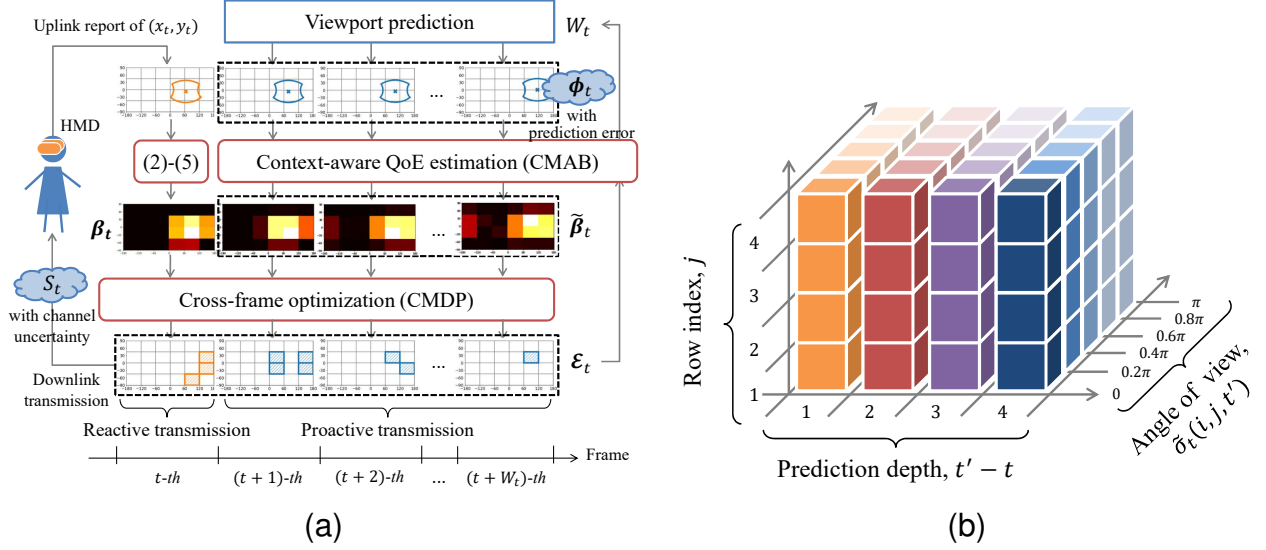 Uplink report of (x_t, y_t)
Viewport prediction
W_t
ϕ_t
...
with
prediction error
HMD
(2)-(5)
Context-aware QoE estimation (CMAB)
β_t
...
β̃_t
S_t
with channel
uncertainty
Cross-frame optimization (CMDP)
...
ℰ_t
Downlink
transmission
Reactive transmission
Proactive transmission
Frame
t-th
(t + 1)-th
(t + 2)-th
...
(t + W_t)-th
(a)
Row index, j
4
3
2
1
1
2
3
4
Prediction depth, t′ − t
π
0.8π
0.6π
0.4π
0.2π
0
Angle of view,
σ̃_t(i, j, t′)
(b)